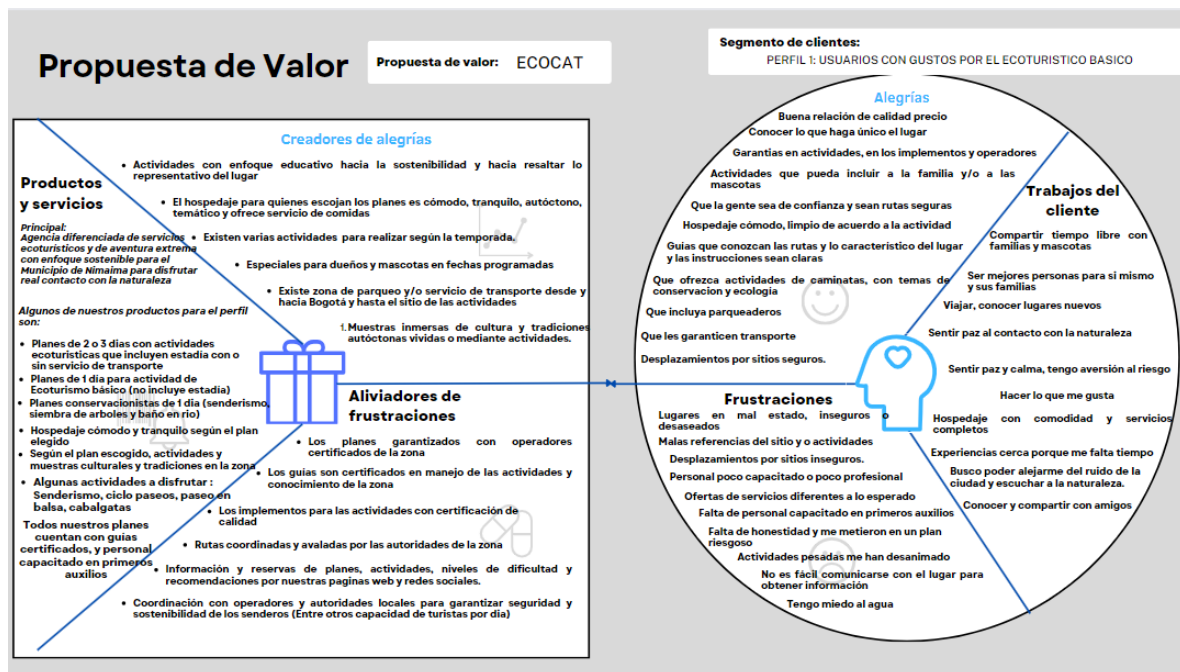 Propuesta de Valor
Propuesta de valor: ECOCAT
Segmento de clientes:
PERFIL 1: USUARIOS CON GUSTOS POR EL ECOTURISTICO BASICO
Creadores de alegrías
• Actividades con enfoque educativo hacia la sostenibilidad y hacia resaltar lo
representativo del lugar
• El hospedaje para quienes escojan los planes es cómodo, tranquilo, autóctono,
temático y ofrece servicio de comidas
• Existen varias actividades para realizar según la temporada.
• Especiales para dueños y mascotas en fechas programadas
• Existe zona de parqueo y/o servicio de transporte desde y
hacia Bogotá y hasta el sitio de las actividades
1. Muestras inmersas de cultura y tradiciones
autóctonas vividas o mediante actividades.
Productos
y servicios
Principal:
Agencia diferenciada de servicios
ecoturísticos y de aventura extrema
con enfoque sostenible para el
Municipio de Nimaima para disfrutar
real contacto con la naturaleza
Algunos de nuestros productos para el perfil
son:
• Planes de 2 o 3 días con actividades
ecoturisticas que incluyen estadía con o
sin servicio de transporte
• Planes de 1 día para actividad de
Ecoturismo básico (no incluye estadía)
• Planes conservacionistas de 1 dia (senderismo,
siembra de arboles y baño en rio)
• Hospedaje cómodo y tranquilo según el plan
elegido
• Según el plan escogido, actividades y
muestras culturales y tradiciones en la zona
• Algunas actividades a disfrutar :
Senderismo, ciclo paseos, paseo en
balsa, cabalgatas
Todos nuestros planes
cuentan con guías
certificados, y personal
capacitado en primeros
auxilios
Aliviadores de
frustraciones
• Los planes garantizados con operadores
certificados de la zona
• Los guías son certificados en manejo de las actividades y
conocimiento de la zona
• Los implementos para las actividades con certificación de
calidad
• Rutas coordinadas y avaladas por las autoridades de la zona
• Información y reservas de planes, actividades, niveles de dificultad y
recomendaciones por nuestras paginas web y redes sociales.
• Coordinación con operadores y autoridades locales para garantizar seguridad y
sostenibilidad de los senderos (Entre otros capacidad de turistas por dia)
Alegrías
Buena relación de calidad precio
Conocer lo que haga único el lugar
Garantias en actividades, en los implementos y operadores
Actividades que pueda incluir a la familia y/o a las
mascotas
Que la gente sea de confianza y sean rutas seguras
Hospedaje cómodo, limpio de acuerdo a la actividad
Guias que conozcan las rutas y lo característico del lugar
y las instrucciones sean claras
Que ofrezca actividades de caminatas, con temas de
conservacion y ecología
Que incluya parqueaderos
Que les garanticen transporte
Desplazamientos por sitios seguros.
Frustraciones
Lugares en mal estado, inseguros o
desaseados
Malas referencias del sitio y o actividades
Desplazamientos por sitios inseguros.
Personal poco capacitado o poco profesional
Ofertas de servicios diferentes a lo esperado
Falta de personal capacitado en primeros auxilios
Falta de honestidad y me metieron en un plan
riesgoso
Actividades pesadas me han desanimado
No es fácil comunicarse con el lugar para
obtener información
Tengo miedo al agua
Trabajos del
cliente
Compartir tiempo libre con
familias y mascotas
Ser mejores personas para si mismo
y sus familias
Viajar, conocer lugares nuevos
Sentir paz al contacto con la naturaleza
Sentir paz y calma, tengo aversión al riesgo
Hacer lo que me gusta
Hospedaje con comodidad y servicios
completos
Experiencias cerca porque me falta tiempo
Busco poder alejarme del ruido de la
ciudad y escuchar a la naturaleza.
Conocer y compartir con amigos